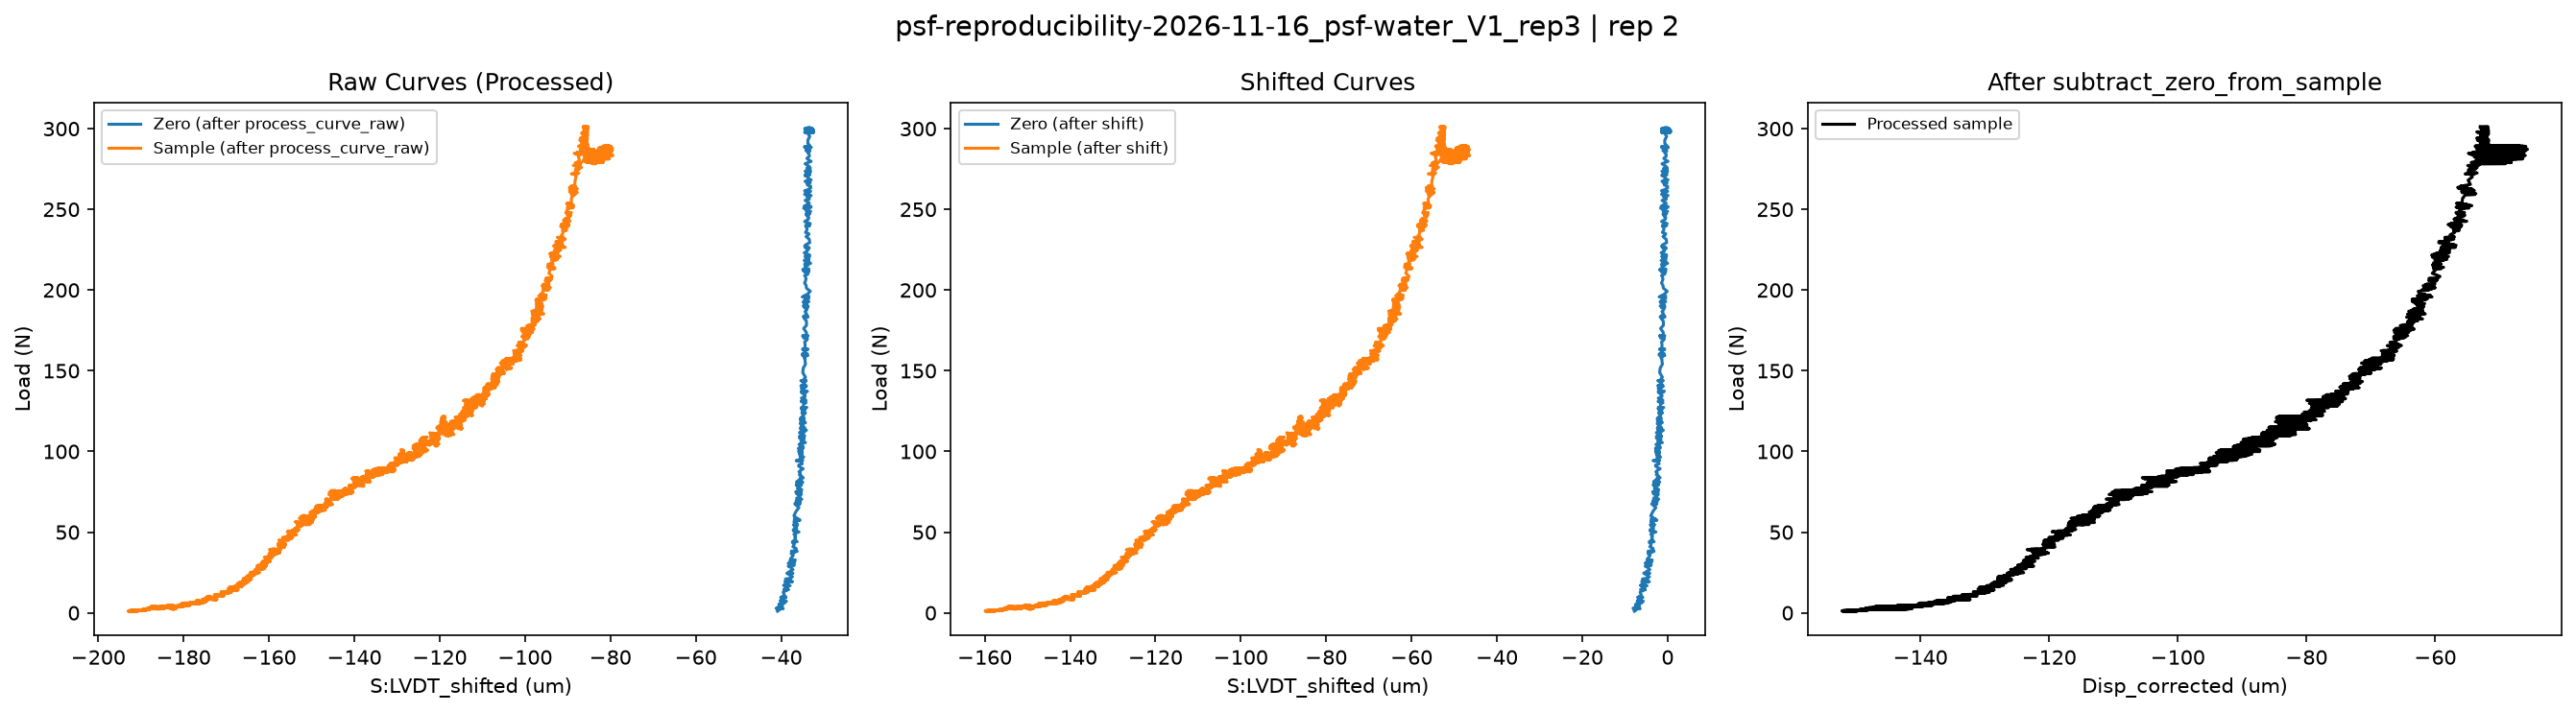 psf-reproducibility-2026-11-16_psf-water_V1_rep3 | rep 2
Raw Curves (Processed)
Zero (after process_curve_raw)
Sample (after process_curve_raw)
Load (N)
300
250
200
150
100
50
0
−200 −180 −160 −140 −120 −100 −80 −60 −40
S:LVDT_shifted (um)
Shifted Curves
Zero (after shift)
Sample (after shift)
Load (N)
300
250
200
150
100
50
0
−160 −140 −120 −100 −80 −60 −40 −20 0
S:LVDT_shifted (um)
After subtract_zero_from_sample
Processed sample
Load (N)
300
250
200
150
100
50
0
−140 −120 −100 −80 −60
Disp_corrected (um)